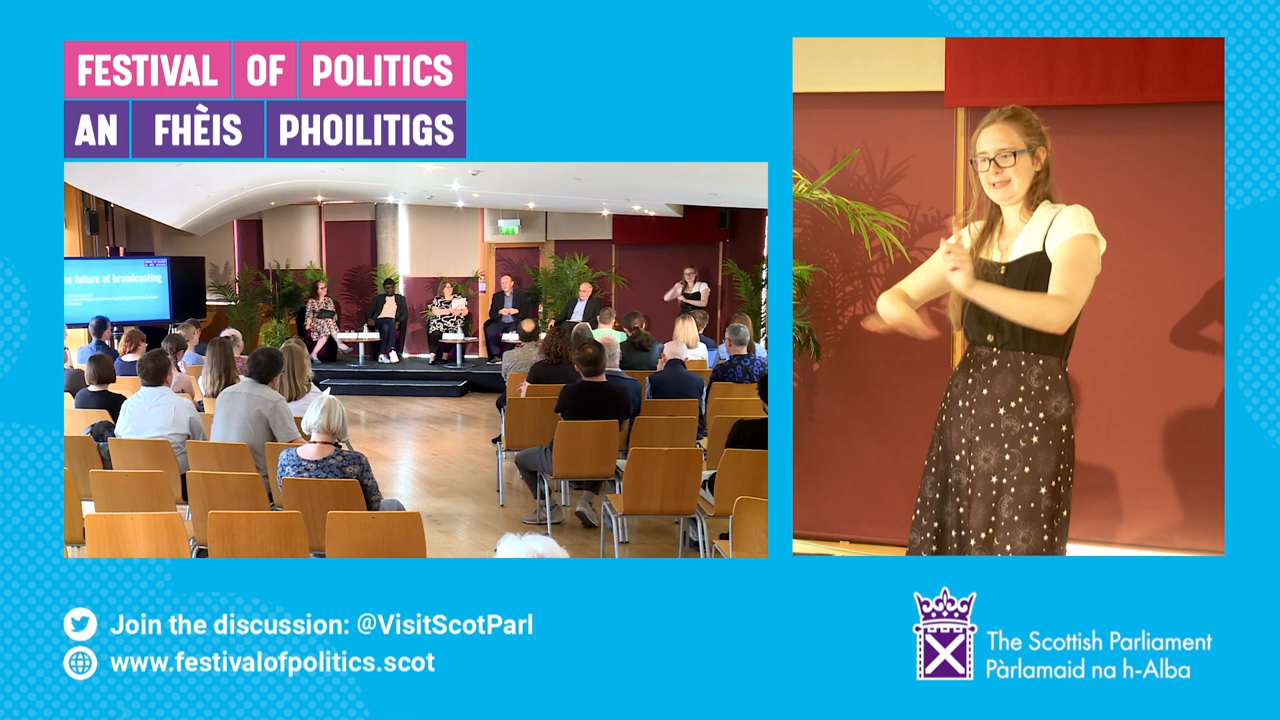 FESTIVAL OF POLITICS
AN FHÈIS PHOILITIGS
future of broadcasting
Join the discussion: @VisitScotParl
www.festivalofpolitics.scot
The Scottish Parliament
Pàrlamaid na h-Alba